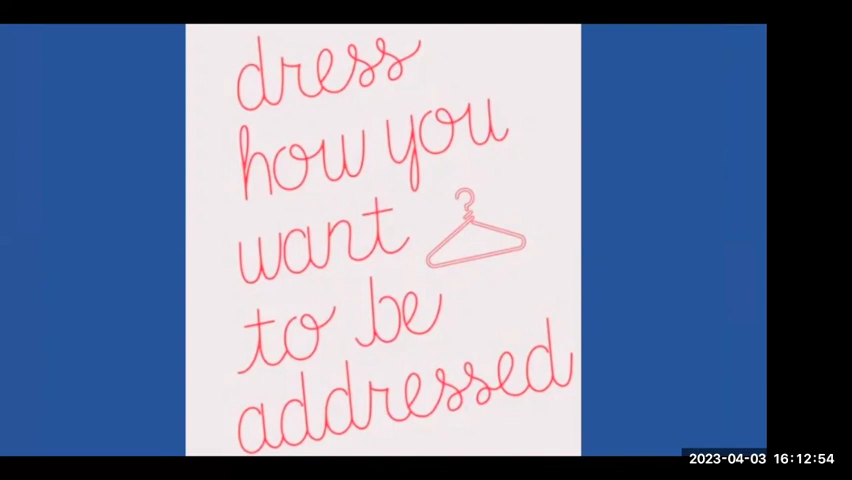 dress
how you
want
to be
addressed
2023-04-03 16:12:54